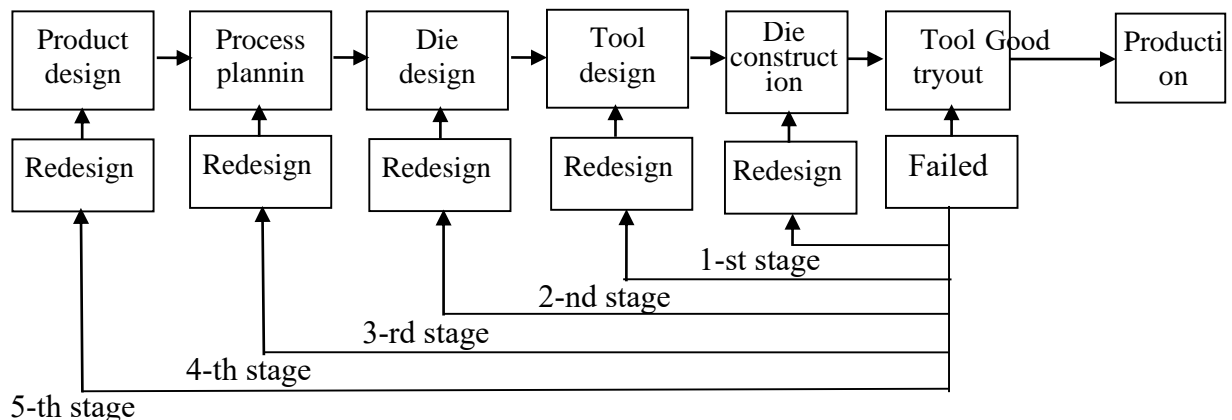 Product
design
Process
plannin
Die
design
Tool
design
Die
construct
ion
Tool
tryout
Good
Producti
on
Redesign
Redesign
Redesign
Redesign
Redesign
Failed
1-st stage
2-nd stage
3-rd stage
4-th stage
5-th stage